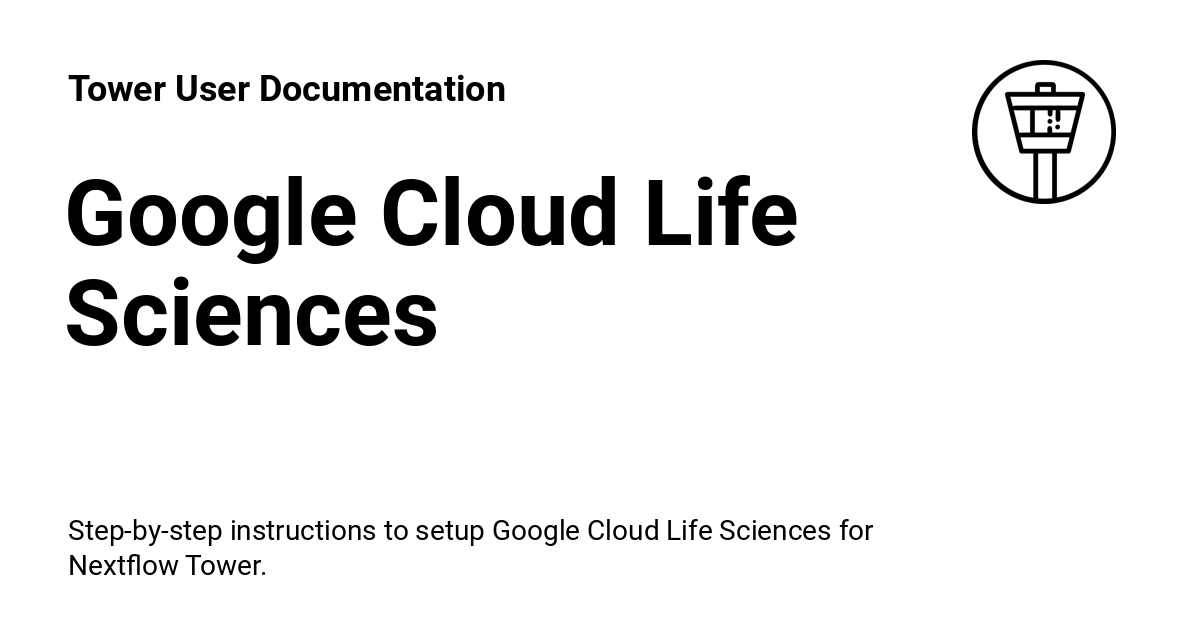 Tower User Documentation
Google Cloud Life
Sciences
Step-by-step instructions to setup Google Cloud Life Sciences for
Nextflow Tower.